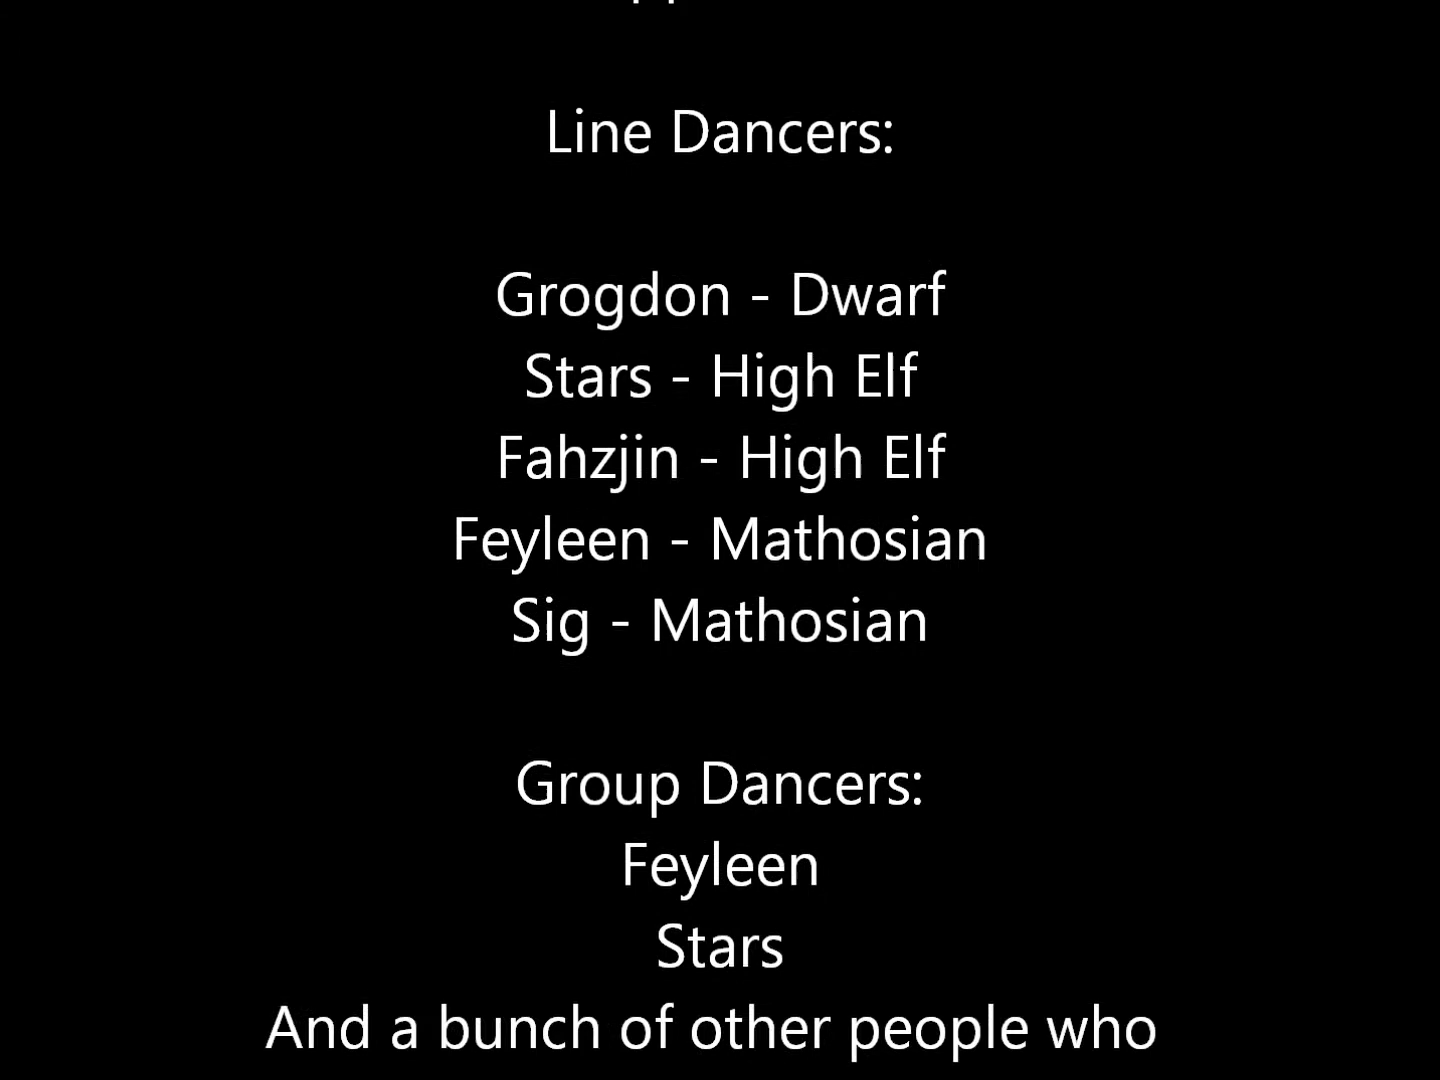 Line Dancers:
Grogdon - Dwarf
Stars - High Elf
Fahzjin - High Elf
Feyleen - Mathosian
Sig - Mathosian
Group Dancers:
Feyleen
Stars
And a bunch of other people who